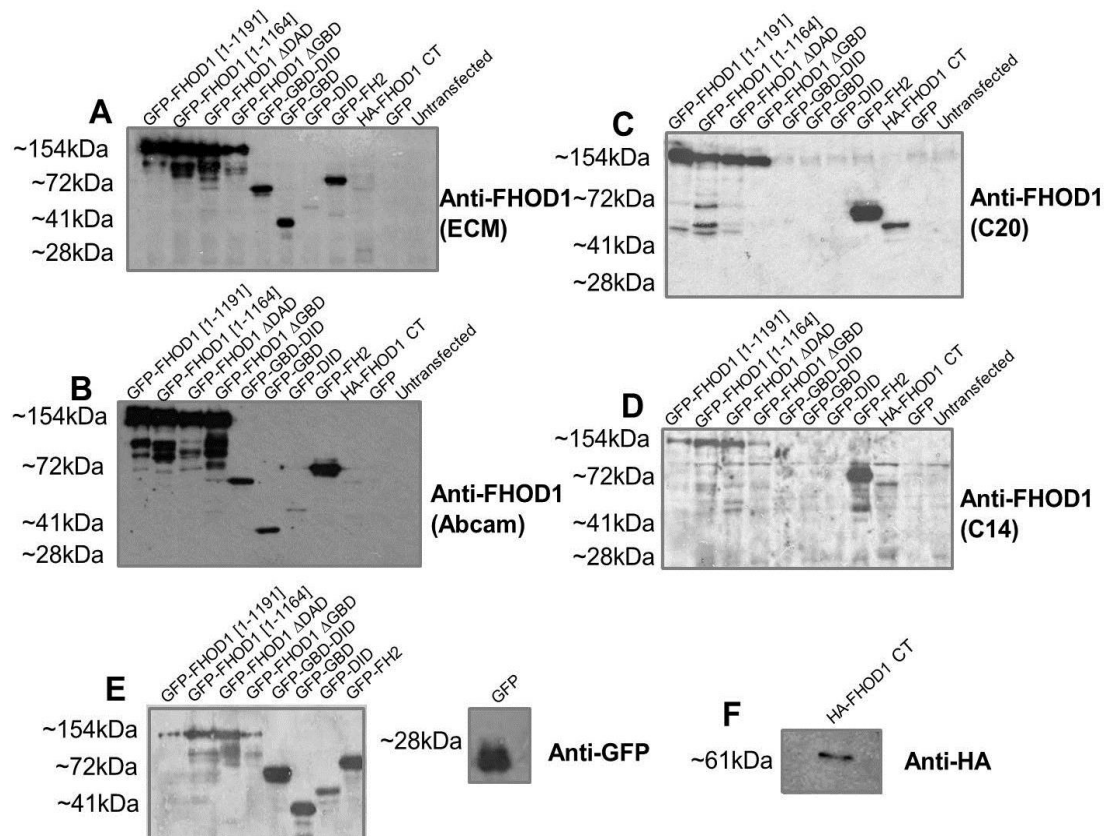 A
GFP-FHOD1 [1-1191]
GFP-FHOD1 [1-1164]
GFP-FHOD1 ΔDAD
GFP-FHOD1 ΔGBD
GFP-GBD-DID
GFP-GBD
GFP-DID
GFP-FH2
HA-FHOD1 CT
GFP
Untransfected
~154kDa
~72kDa
~41kDa
~28kDa
Anti-FHOD1
(ECM)
C
GFP-FHOD1 [1-1191]
GFP-FHOD1 [1-1164]
GFP-FHOD1 ΔDAD
GFP-FHOD1 ΔGBD
GFP-GBD-DID
GFP-GBD
GFP-DID
GFP-FH2
HA-FHOD1 CT
GFP
Untransfected
~154kDa
~72kDa
~41kDa
~28kDa
Anti-FHOD1
(C20)
B
GFP-FHOD1 [1-1191]
GFP-FHOD1 [1-1164]
GFP-FHOD1 ΔDAD
GFP-FHOD1 ΔGBD
GFP-GBD-DID
GFP-GBD
GFP-DID
GFP-FH2
HA-FHOD1 CT
GFP
Untransfected
~154kDa
~72kDa
~41kDa
~28kDa
Anti-FHOD1
(Abcam)
D
GFP-FHOD1 [1-1191]
GFP-FHOD1 [1-1164]
GFP-FHOD1 ΔDAD
GFP-FHOD1 ΔGBD
GFP-GBD-DID
GFP-GBD
GFP-DID
GFP-FH2
HA-FHOD1 CT
GFP
Untransfected
~154kDa
~72kDa
~41kDa
~28kDa
Anti-FHOD1
(C14)
E
GFP-FHOD1 [1-1191]
GFP-FHOD1 [1-1164]
GFP-FHOD1 ΔDAD
GFP-FHOD1 ΔGBD
GFP-GBD-DID
GFP-GBD
GFP-DID
GFP-FH2
~154kDa
~72kDa
~41kDa
GFP
~28kDa
Anti-GFP
F
HA-FHOD1 CT
~61kDa
Anti-HA